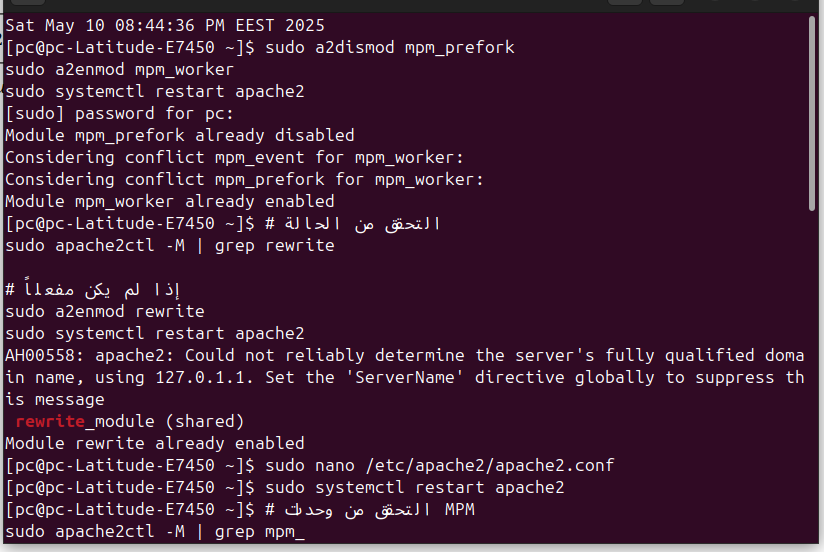 Sat May 10 08:44:36 PM EEST 2025
[pc@pc-Latitude-E7450 ~]$ sudo a2dismod mpm_prefork
sudo a2enmod mpm_worker
sudo systemctl restart apache2
[sudo] password for pc:
Module mpm_prefork already disabled
Considering conflict mpm_event for mpm_worker:
Considering conflict mpm_prefork for mpm_worker:
Module mpm_worker already enabled
[pc@pc-Latitude-E7450 ~]$ # التحقق من الحالة
sudo apache2ctl -M | grep rewrite

# إذا لم يكن مفعلاً
sudo a2enmod rewrite
sudo systemctl restart apache2
AH00558: apache2: Could not reliably determine the server's fully qualified doma
in name, using 127.0.1.1. Set the 'ServerName' directive globally to suppress th
is message
 rewrite_module (shared)
Module rewrite already enabled
[pc@pc-Latitude-E7450 ~]$ sudo nano /etc/apache2/apache2.conf
[pc@pc-Latitude-E7450 ~]$ sudo systemctl restart apache2
[pc@pc-Latitude-E7450 ~]$ # التحقق من وحدات MPM
sudo apache2ctl -M | grep mpm_